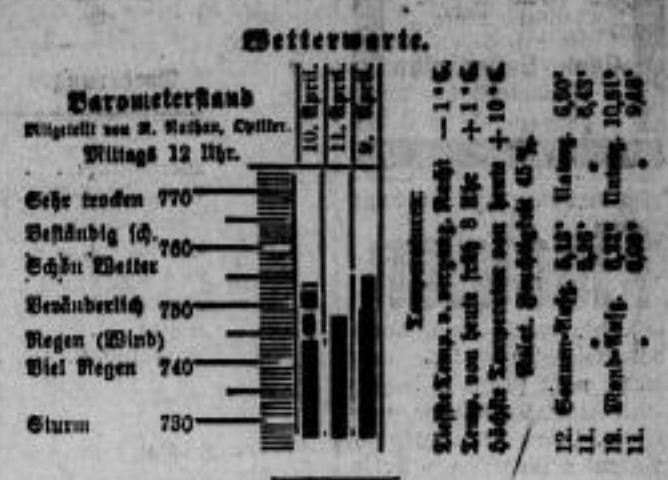 Wetterwarte.
Barometerstand
Mitgeteilt von R. Nathan, Optiker.
Mittags 12 Uhr.
10. April.
11. April.
9. April.
Sehr trocken 770
Beständig sch.
760
Schön Wetter
Veränderlich 750
Regen (Wind)
Viel Regen 740
Sturm 730
Temperaturen:
Tiefste Temp. v. vergang. Nacht — 1° C.
Temp. von heute früh 8 Uhr + 1° C.
Höchste Temperatur von heute + 10° C.
Relat. Feuchtigkeit 45 %.
12. Sonnen-Aufg. Unterg.
11.
12. Mond-Aufg. Unterg.
11.